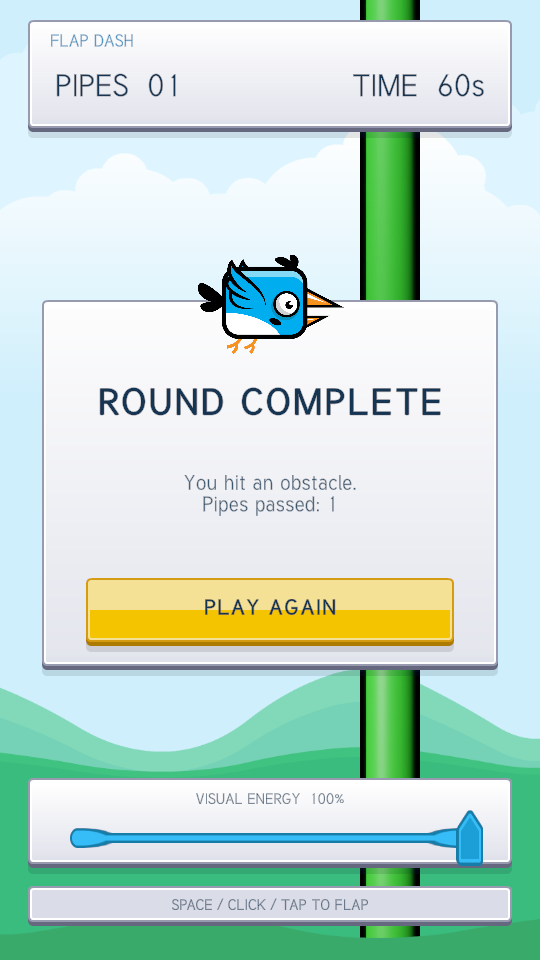 FLAP DASH
PIPES 01 TIME 60s
ROUND COMPLETE
You hit an obstacle.
Pipes passed: 1
PLAY AGAIN
VISUAL ENERGY 100%
SPACE / CLICK / TAP TO FLAP